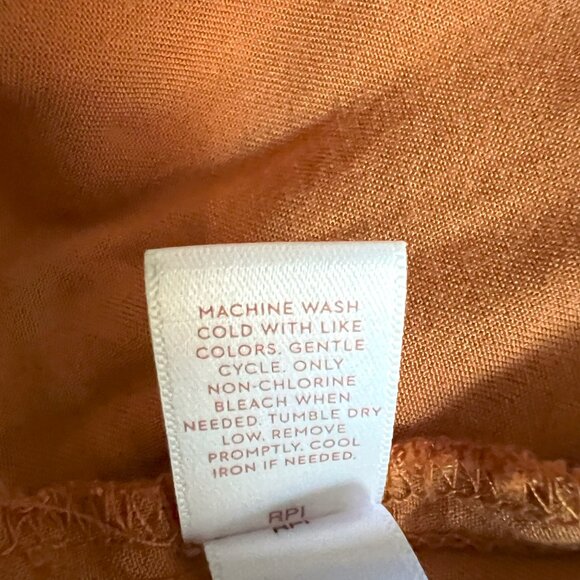 MACHINE WASH
COLD WITH LIKE
COLORS. GENTLE
CYCLE. ONLY
NON-CHLORINE
BLEACH WHEN
NEEDED. TUMBLE DRY
LOW. REMOVE
PROMPTLY. COOL
IRON IF NEEDED.
RPI